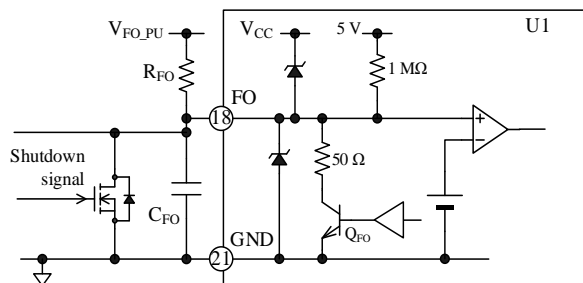 U1
V_FO_PU
V_CC
5 V
R_FO
1 MΩ
FO
18
Shutdown
signal
50 Ω
C_FO
Q_FO
GND
21